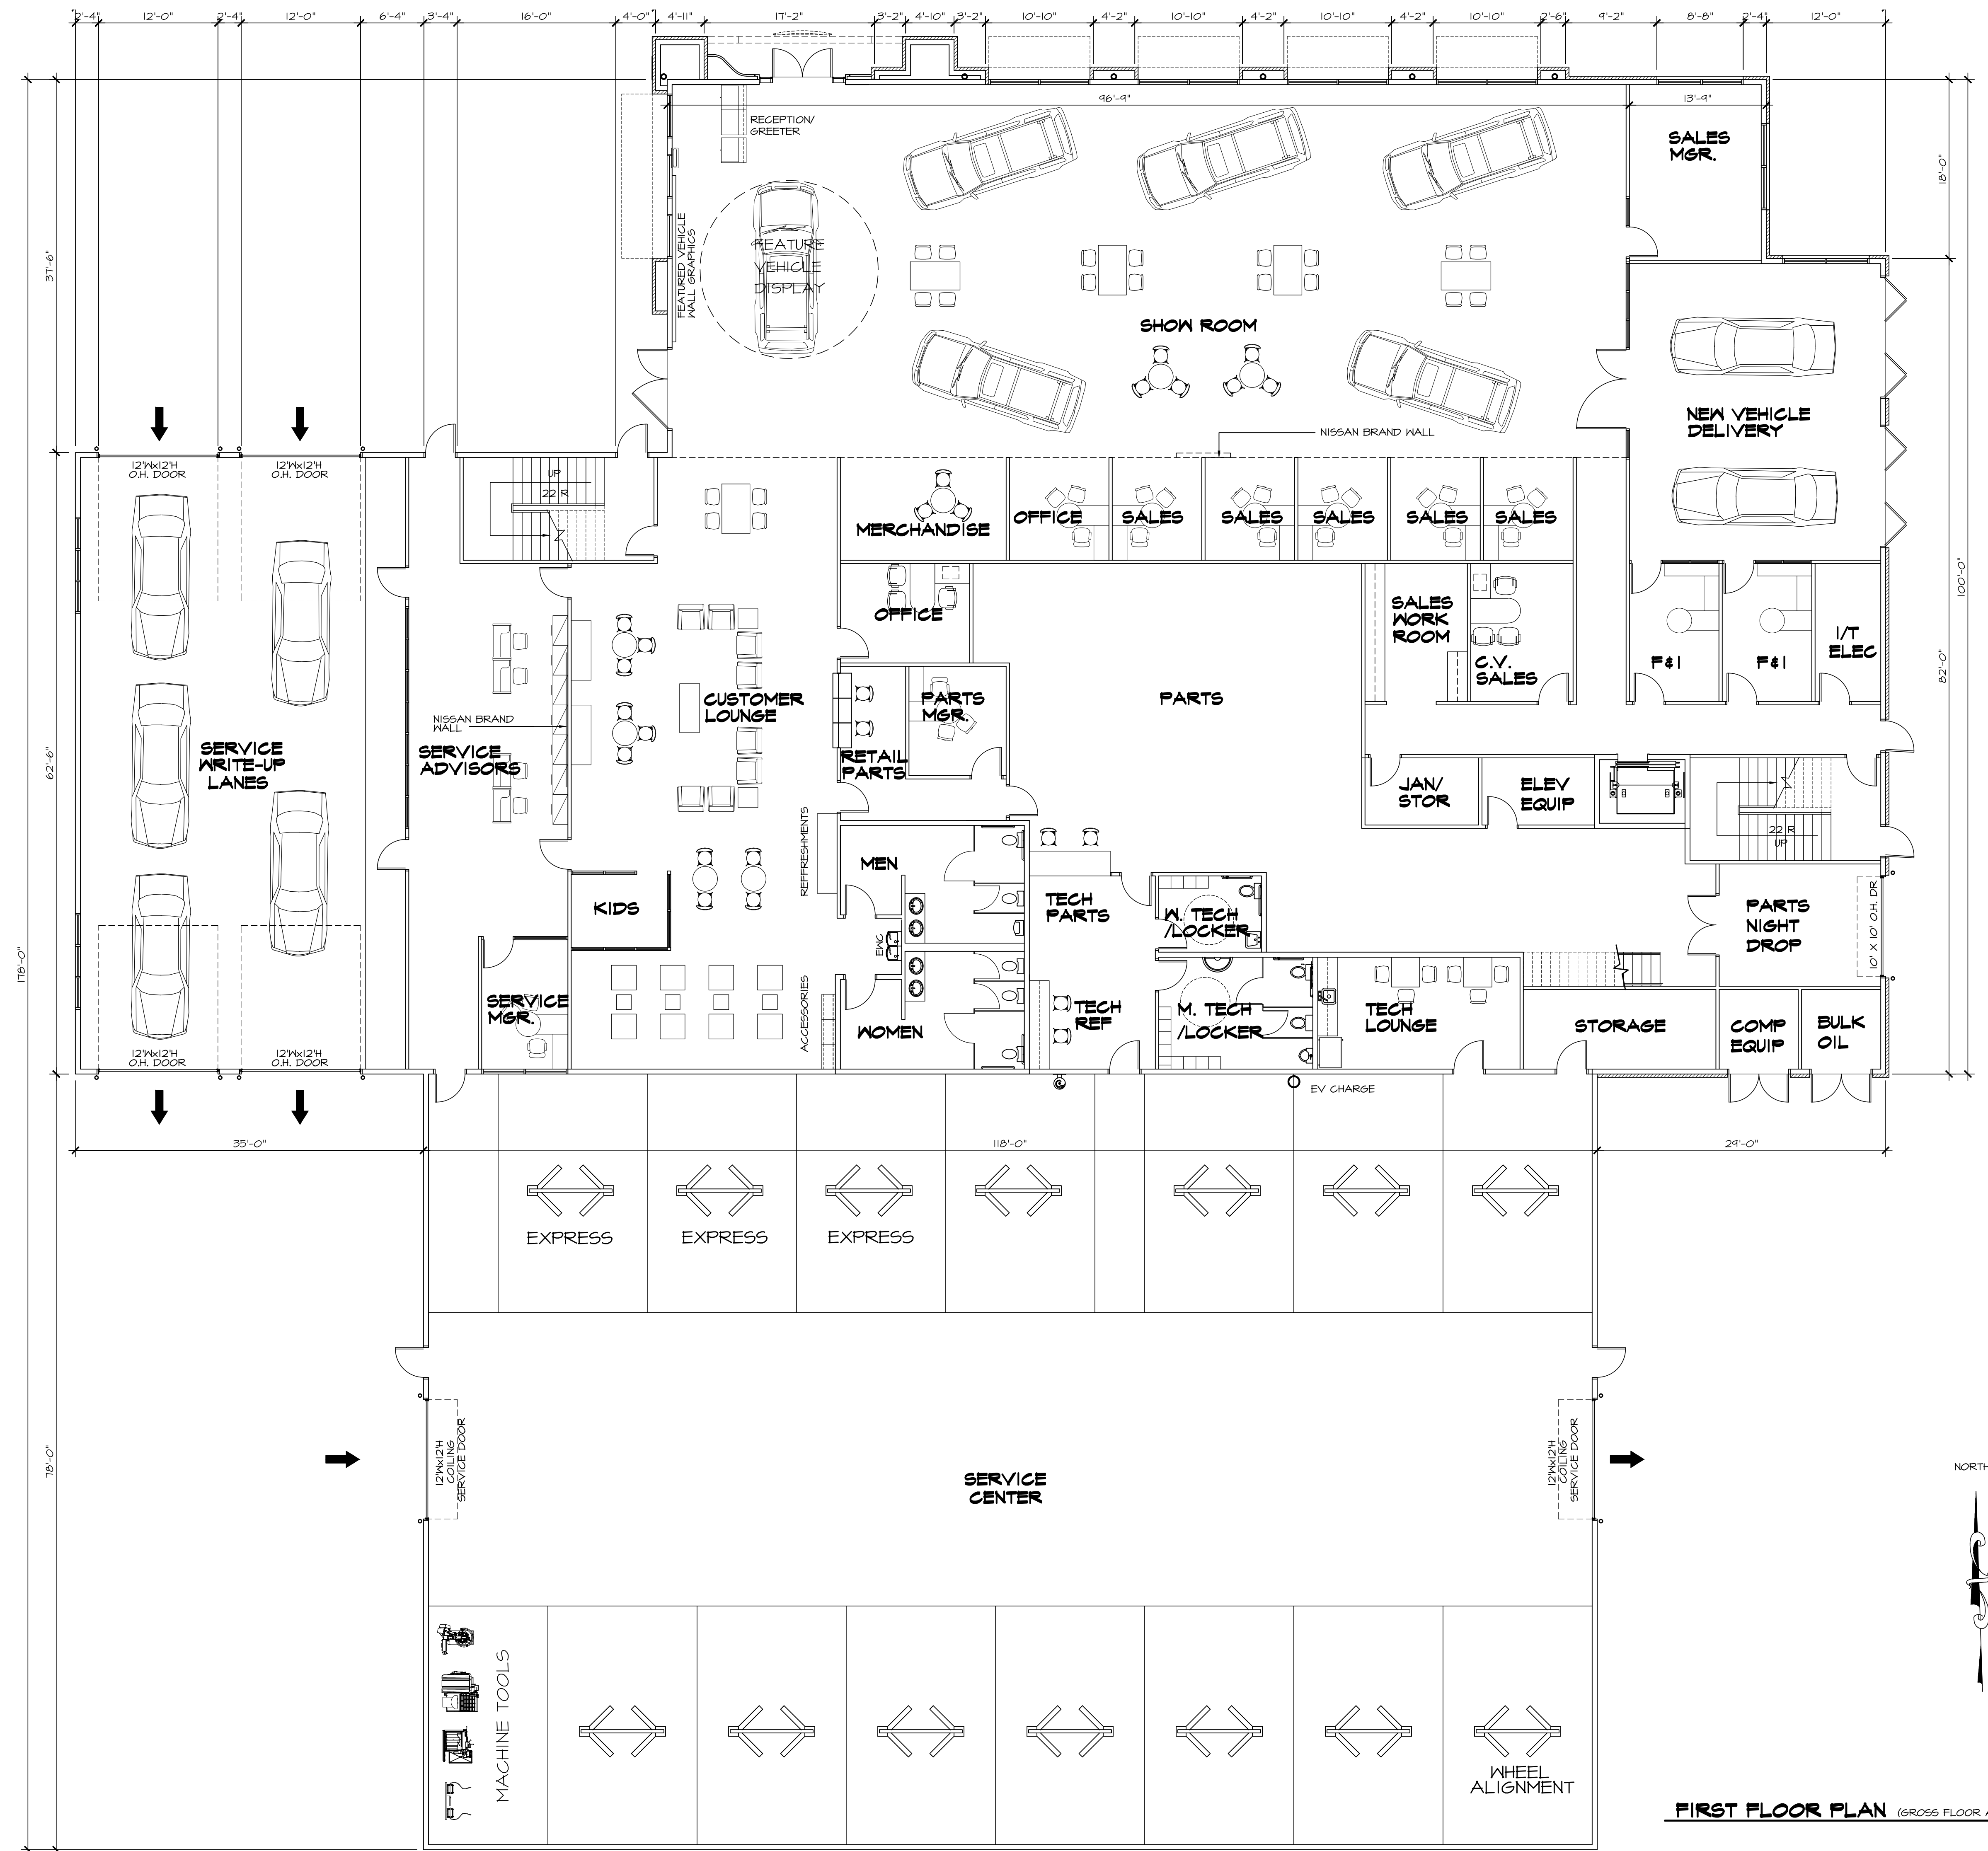 2'-4"
12'-0"
2'-4"
12'-0"
6'-4"
3'-4"
16'-0"
4'-0"
4'-11"
17'-2"
3'-2"
4'-10"
3'-2"
10'-10"
4'-2"
10'-10"
4'-2"
10'-10"
4'-2"
10'-10"
2'-6"
9'-2"
8'-8"
2'-4"
12'-0"
96'-9"
13'-9"
RECEPTION/
GREETER
SALES
MGR.
18'-0"
37'-6"
FEATURED VEHICLE
WALL GRAPHICS
FEATURE
VEHICLE
DISPLAY
SHOW ROOM
NEW VEHICLE
DELIVERY
NISSAN BRAND WALL
100'-0"
12'Wx12'H
O.H. DOOR
12'Wx12'H
O.H. DOOR
UP
22 R
MERCHANDISE
OFFICE
SALES
SALES
SALES
SALES
SALES
OFFICE
SALES
WORK
ROOM
C.V.
SALES
F&I
F&I
I/T
ELEC
82'-0"
CUSTOMER
LOUNGE
PARTS
MGR.
PARTS
NISSAN BRAND
WALL
SERVICE
WRITE-UP
LANES
SERVICE
ADVISORS
RETAIL
PARTS
62'-6"
JAN/
STOR
ELEV
EQUIP
22 R
UP
REFFRESHMENTS
MEN
KIDS
TECH
PARTS
W. TECH
/LOCKER
PARTS
NIGHT
DROP
10' X 10' O.H. DR
EWC
178'-0"
SERVICE
MGR.
ACCESSORIES
WOMEN
TECH
REF
M. TECH
/LOCKER
TECH
LOUNGE
STORAGE
COMP
EQUIP
BULK
OIL
12'Wx12'H
O.H. DOOR
12'Wx12'H
O.H. DOOR
EV CHARGE
35'-0"
118'-0"
29'-0"
EXPRESS
EXPRESS
EXPRESS
12'Wx12'H
COILING
SERVICE DOOR
12'Wx12'H
COILING
SERVICE DOOR
78'-0"
SERVICE
CENTER
NORTH
MACHINE TOOLS
WHEEL
ALIGNMENT
FIRST FLOOR PLAN (GROSS FLOOR